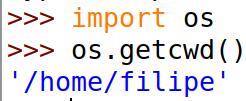 >>> import os
>>> os.getcwd()
'/home/filipe'